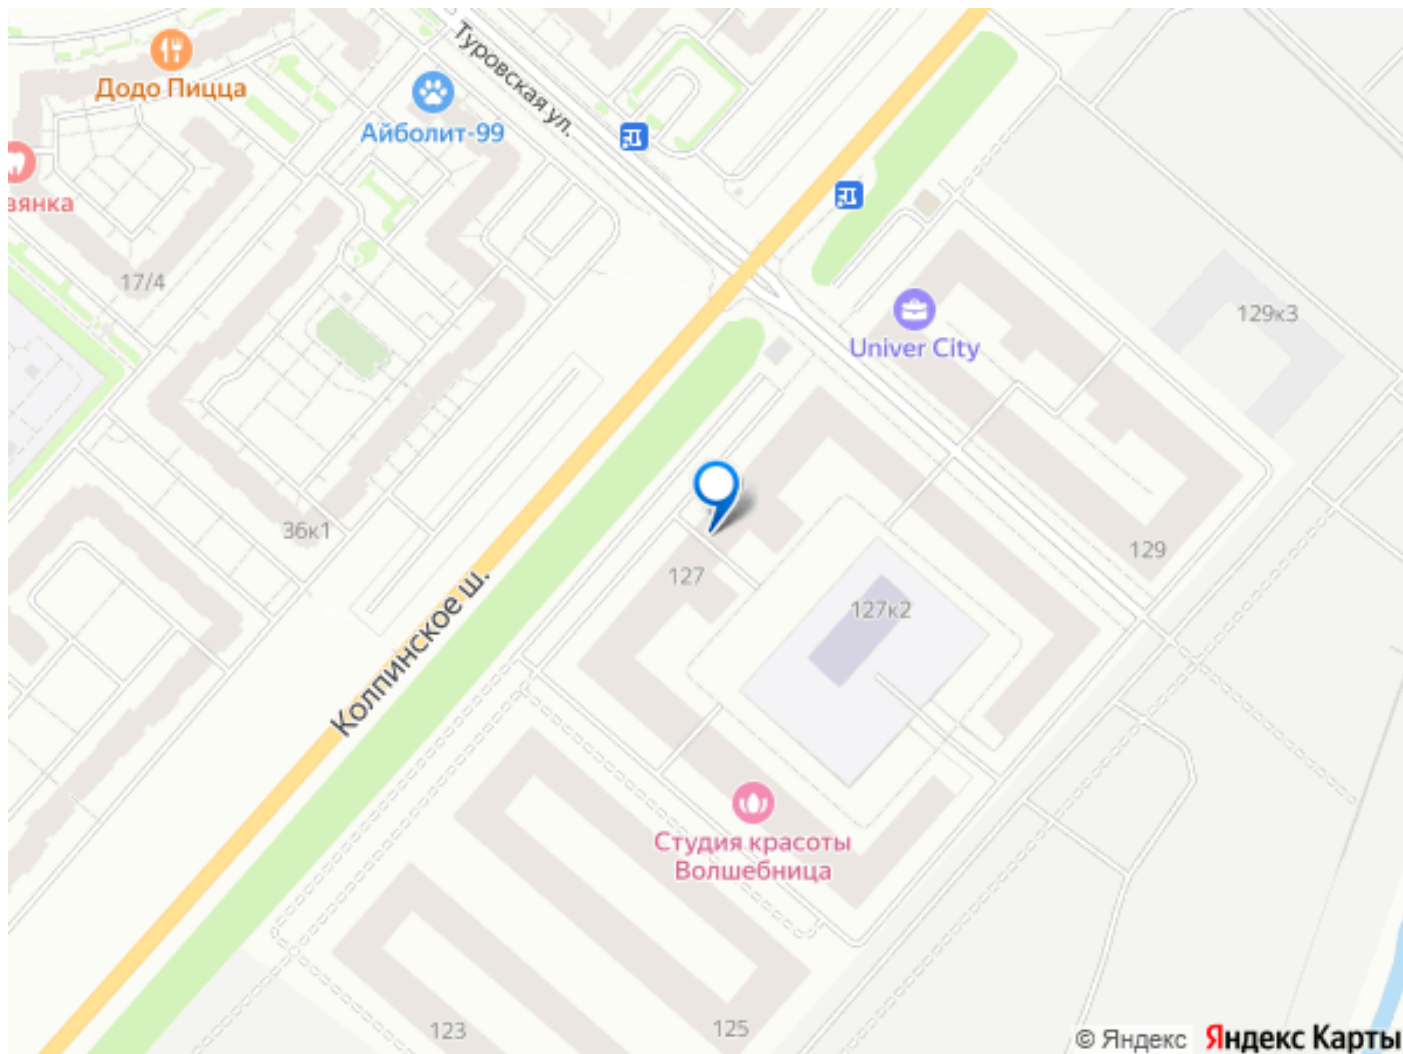 Туровская ул.
Додо Пицца
Айболит-99
вянка
17/4
129к3
Univer City
36к1
129
127
127к2
Колпинское ш.
Студия красоты
Волшебница
123
125
© Яндекс Яндекс Карты